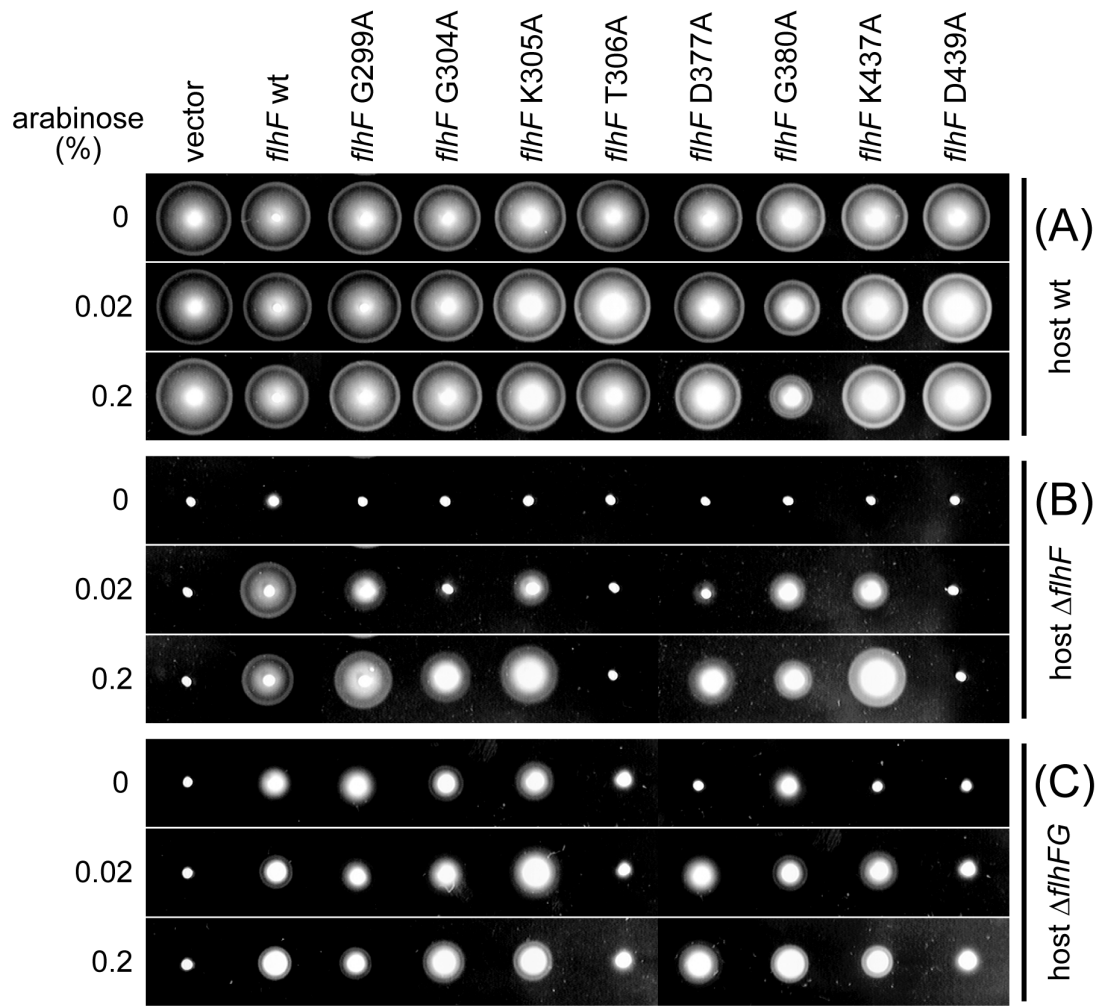 vector
flhF wt
flhF G299A
flhF G304A
flhF K305A
flhF T306A
flhF D377A
flhF G380A
flhF K437A
flhF D439A
arabinose
(%)
0
0.02
0.2
(A)
host wt
0
0.02
0.2
(B)
host ΔflhF
0
0.02
0.2
(C)
host ΔflhFG